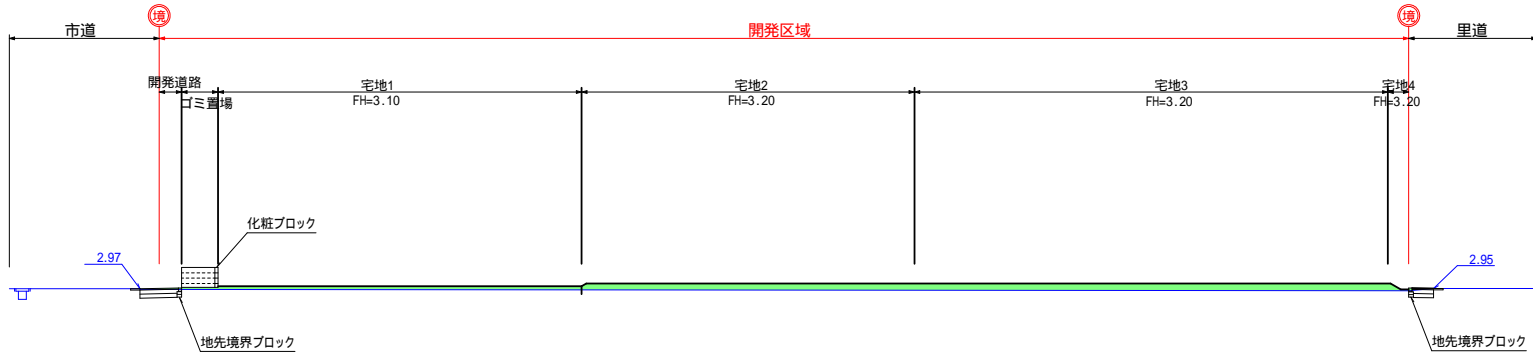 境
境
市道
開発区域
里道
開発道路
ゴミ置場
宅地1
FH=3.10
宅地2
FH=3.20
宅地3
FH=3.20
宅地4
FH=3.20
化粧ブロック
2.97
2.95
地先境界ブロック
地先境界ブロック